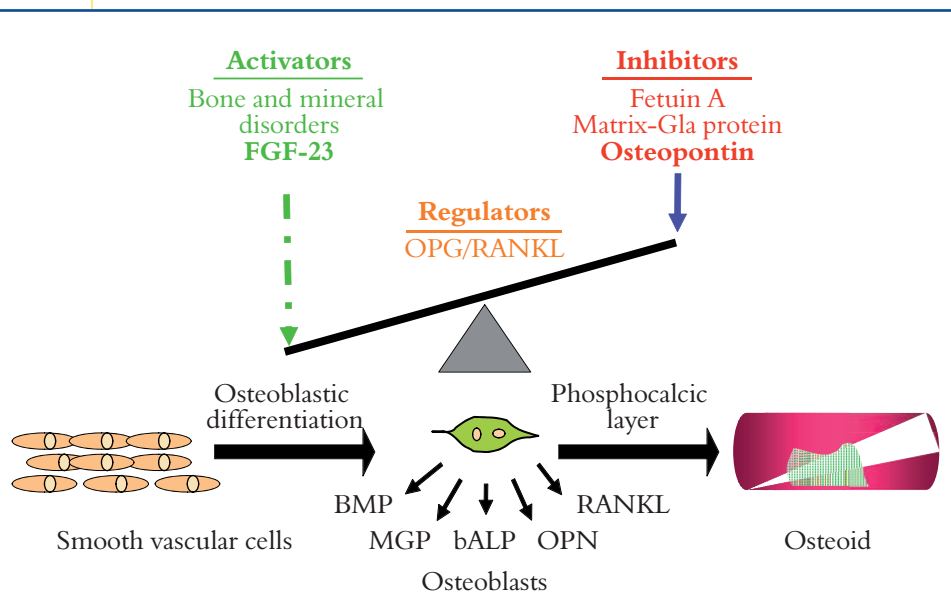 Activators
Bone and mineral
disorders
FGF-23
Inhibitors
Fetuin A
Matrix-Gla protein
Osteopontin
Regulators
OPG/RANKL
Osteoblastic
differentiation
Phosphocalcic
layer
BMP
RANKL
MGP bALP OPN
Smooth vascular cells
Osteoid
Osteoblasts